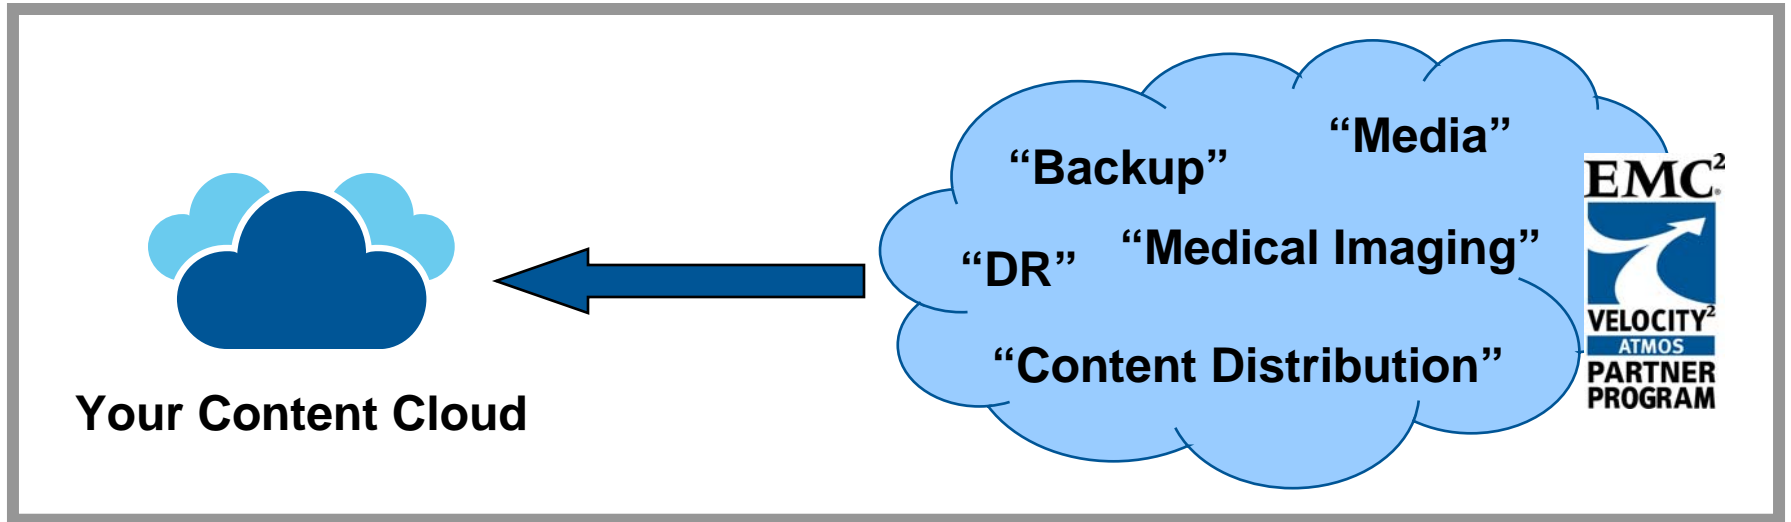 “Media”
“Backup”
“Medical Imaging”
“DR”
“Content Distribution”
Your Content Cloud
EMC²
VELOCITY²
ATMOS
PARTNER
PROGRAM